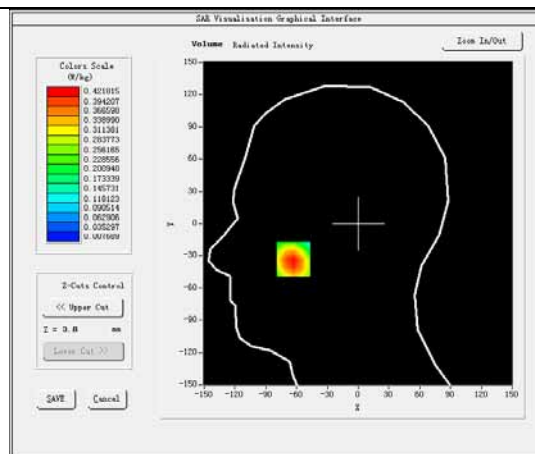 SAR Visualisation Graphical Interface
Volume Radiated Intensity
Zoom In/Out
Colors Scale
(W/kg)
0.421815
0.394207
0.366598
0.338990
0.311381
0.283773
0.256165
0.228556
0.200948
0.173339
0.145731
0.118123
0.090514
0.062906
0.035297
0.007689
Z-Cuts Control
<< Upper Cut
Z = 3.8 mm
Lower Cut >>
SAVE Cancel
150
120
90
60
30
0
-30
-60
-90
-120
-150
Y
-150 -120 -90 -60 -30 0 30 60 90 120 150
X